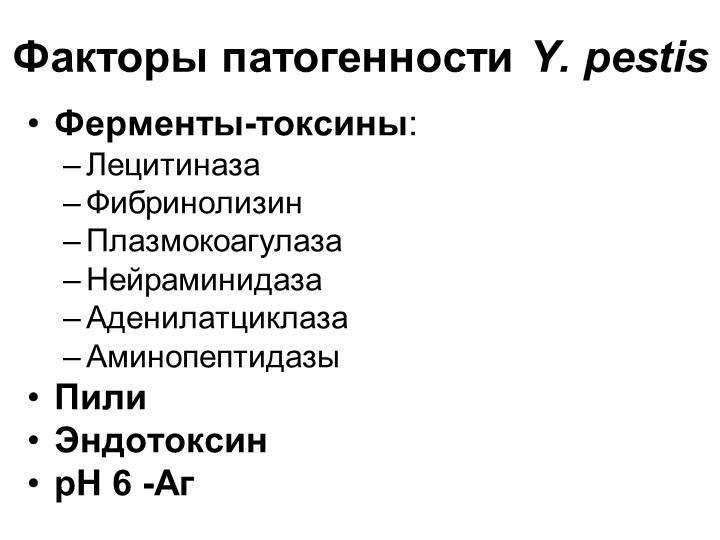 Факторы патогенности Y. pestis
• Ферменты-токсины:
–Лецитиназа
–Фибринолизин
–Плазмокоагулаза
–Нейраминидаза
–Аденилатциклаза
–Аминопептидазы
• Пили
• Эндотоксин
• рН 6 -Аг